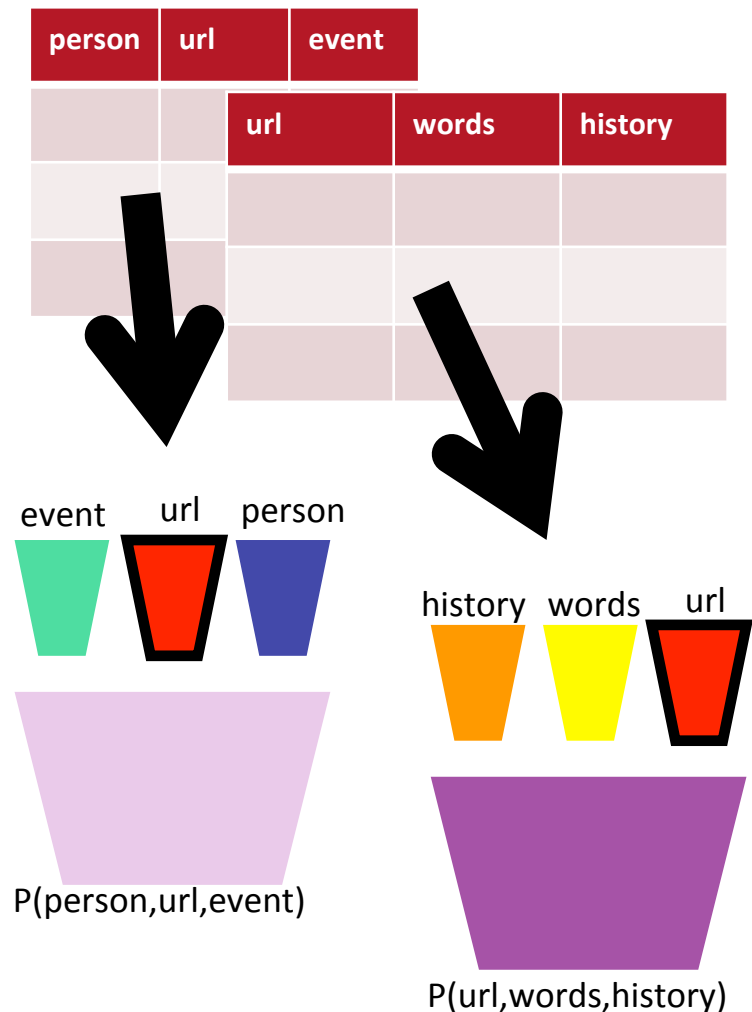 person url event
url words history
event url person
history words url
P(person,url,event)
P(url,words,history)